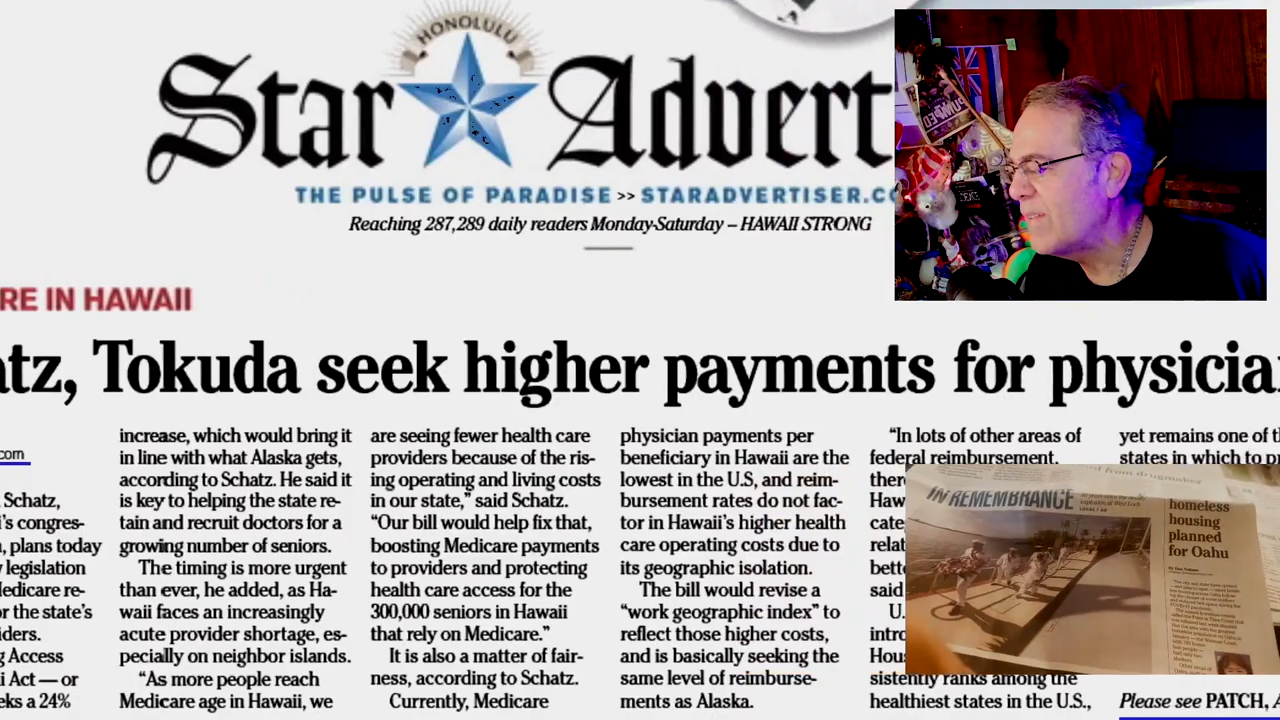 HONOLULU
Star Advert
THE PULSE OF PARADISE >> STARADVERTISER.CO
Reaching 287,289 daily readers Monday-Saturday – HAWAII STRONG
RE IN HAWAII
atz, Tokuda seek higher payments for physicia
com
Schatz,
i's congres-
, plans today
legislation
edicare re-
or the state's
iders.
g Access
i Act — or
eks a 24%
increase, which would bring it
in line with what Alaska gets,
according to Schatz. He said it
is key to helping the state re-
tain and recruit doctors for a
growing number of seniors.
The timing is more urgent
than ever, he added, as Ha-
waii faces an increasingly
acute provider shortage, es-
pecially on neighbor islands.
“As more people reach
Medicare age in Hawaii, we
are seeing fewer health care
providers because of the ris-
ing operating and living costs
in our state,” said Schatz.
“Our bill would help fix that,
boosting Medicare payments
to providers and protecting
health care access for the
300,000 seniors in Hawaii
that rely on Medicare.”
It is also a matter of fair-
ness, according to Schatz.
Currently, Medicare
physician payments per
beneficiary in Hawaii are the
lowest in the U.S, and reim-
bursement rates do not fac-
tor in Hawaii's higher health
care operating costs due to
its geographic isolation.
The bill would revise a
“work geographic index” to
reflect those higher costs,
and is basically seeking the
same level of reimburse-
ments as Alaska.
“In lots of other areas of
federal reimbursement,
ther
Haw
cate
relat
bett
said
U.
intro
Hous
sistently ranks among the
healthiest states in the U.S.,
yet remains one of t
states in which to p
Please see PATCH, A
IN REMEMBRANCE
homeless
housing
planned
for Oahu